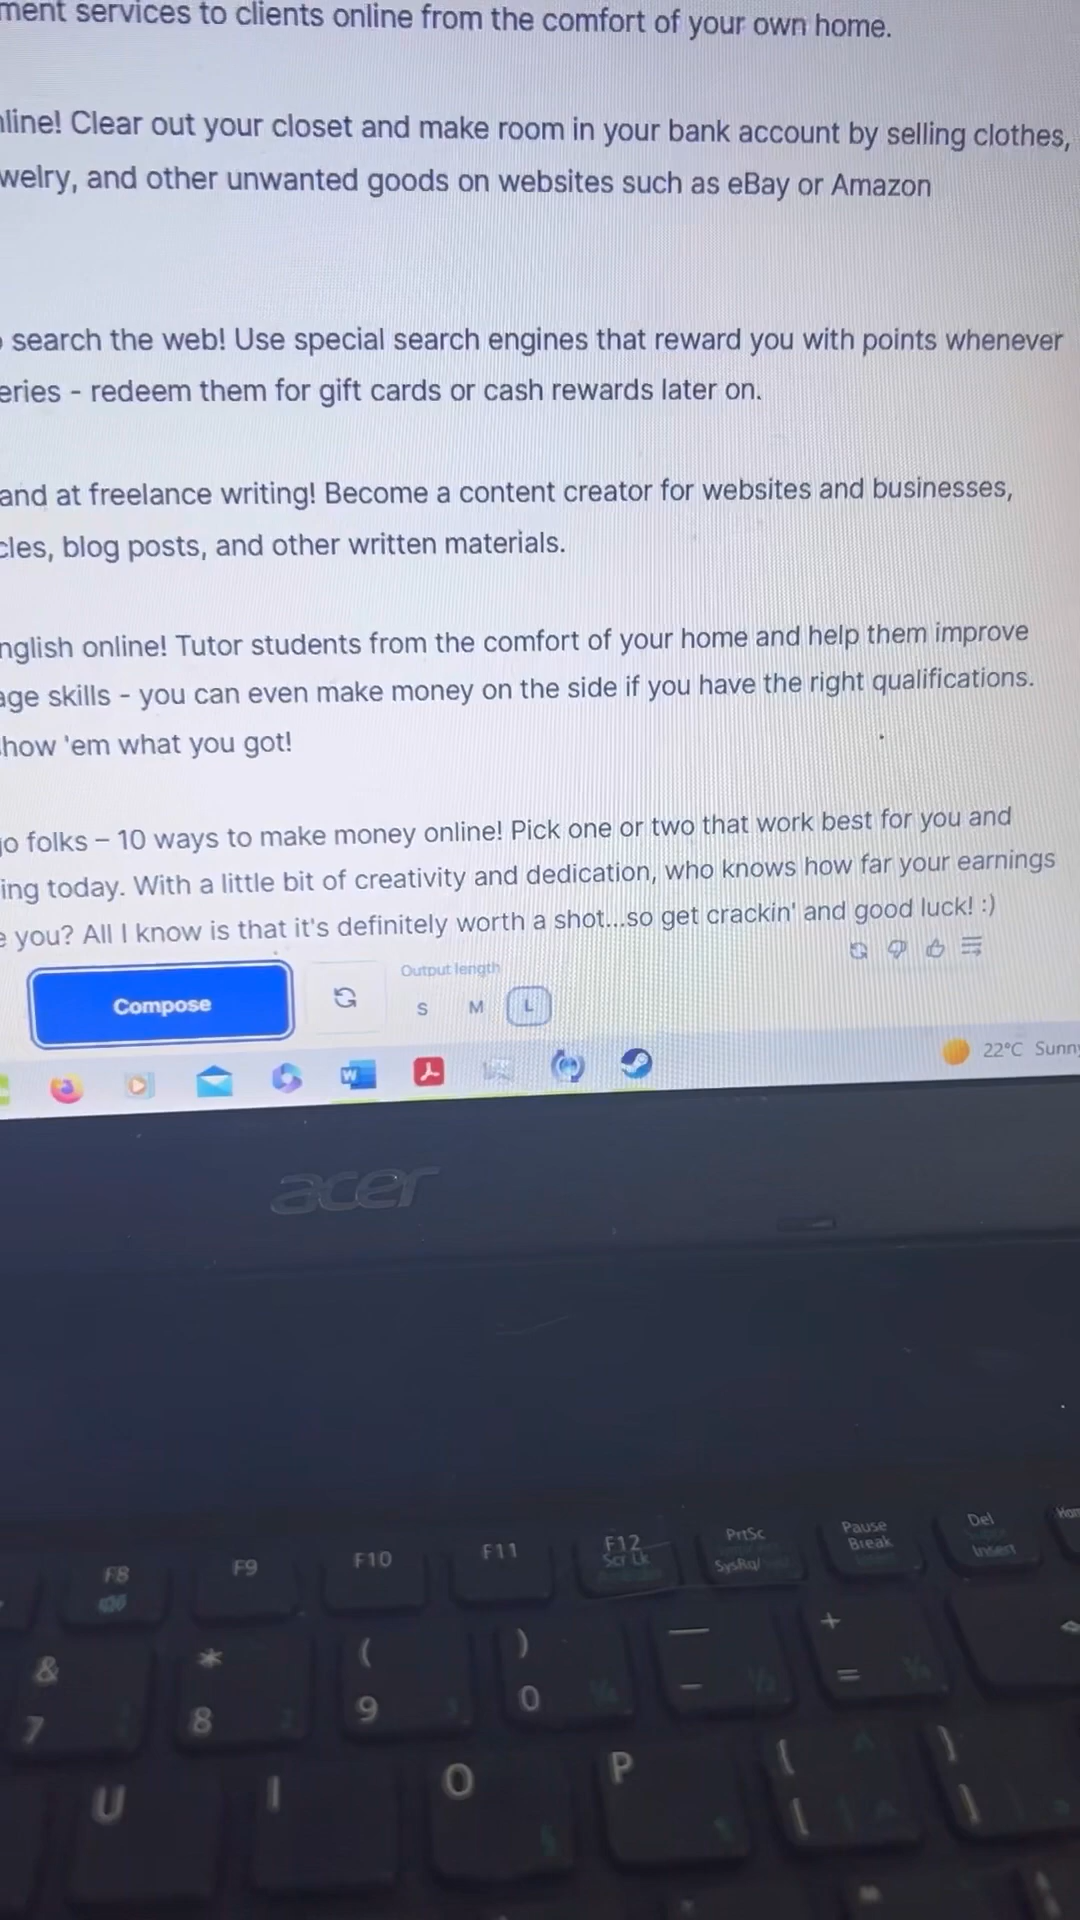 ment services to clients online from the comfort of your own home.
nline! Clear out your closet and make room in your bank account by selling clothes,
welry, and other unwanted goods on websites such as eBay or Amazon
search the web! Use special search engines that reward you with points whenever
eries - redeem them for gift cards or cash rewards later on.
and at freelance writing! Become a content creator for websites and businesses,
cles, blog posts, and other written materials.
nglish online! Tutor students from the comfort of your home and help them improve
age skills - you can even make money on the side if you have the right qualifications.
how 'em what you got!
go folks – 10 ways to make money online! Pick one or two that work best for you and
ing today. With a little bit of creativity and dedication, who knows how far your earnings
e you? All I know is that it's definitely worth a shot...so get crackin' and good luck! :)
Output length
Compose
S M L
22°C Sunny
acer
F8 F9 F10 F11 F12 PrtSc Pause Del
Scr Lk SysRq/ Break Insert
& * ( ) — +
7 8 9 0 - =
U I O P { }
[ ]